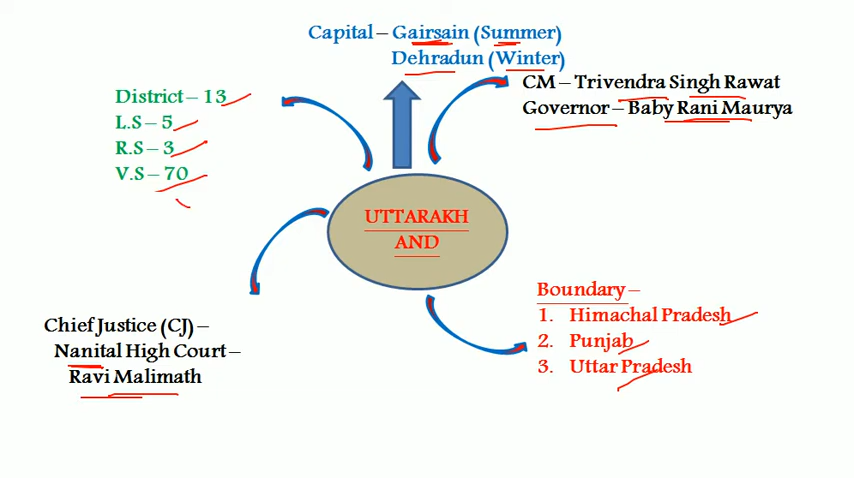 Capital – Gairsain (Summer)
Dehradun (Winter)
CM – Trivendra Singh Rawat
Governor – Baby Rani Maurya
District – 13
L.S – 5
R.S – 3
V.S – 70
UTTARAKH
AND
Boundary –
1. Himachal Pradesh
2. Punjab
3. Uttar Pradesh
Chief Justice (CJ) –
Nanital High Court –
Ravi Malimath